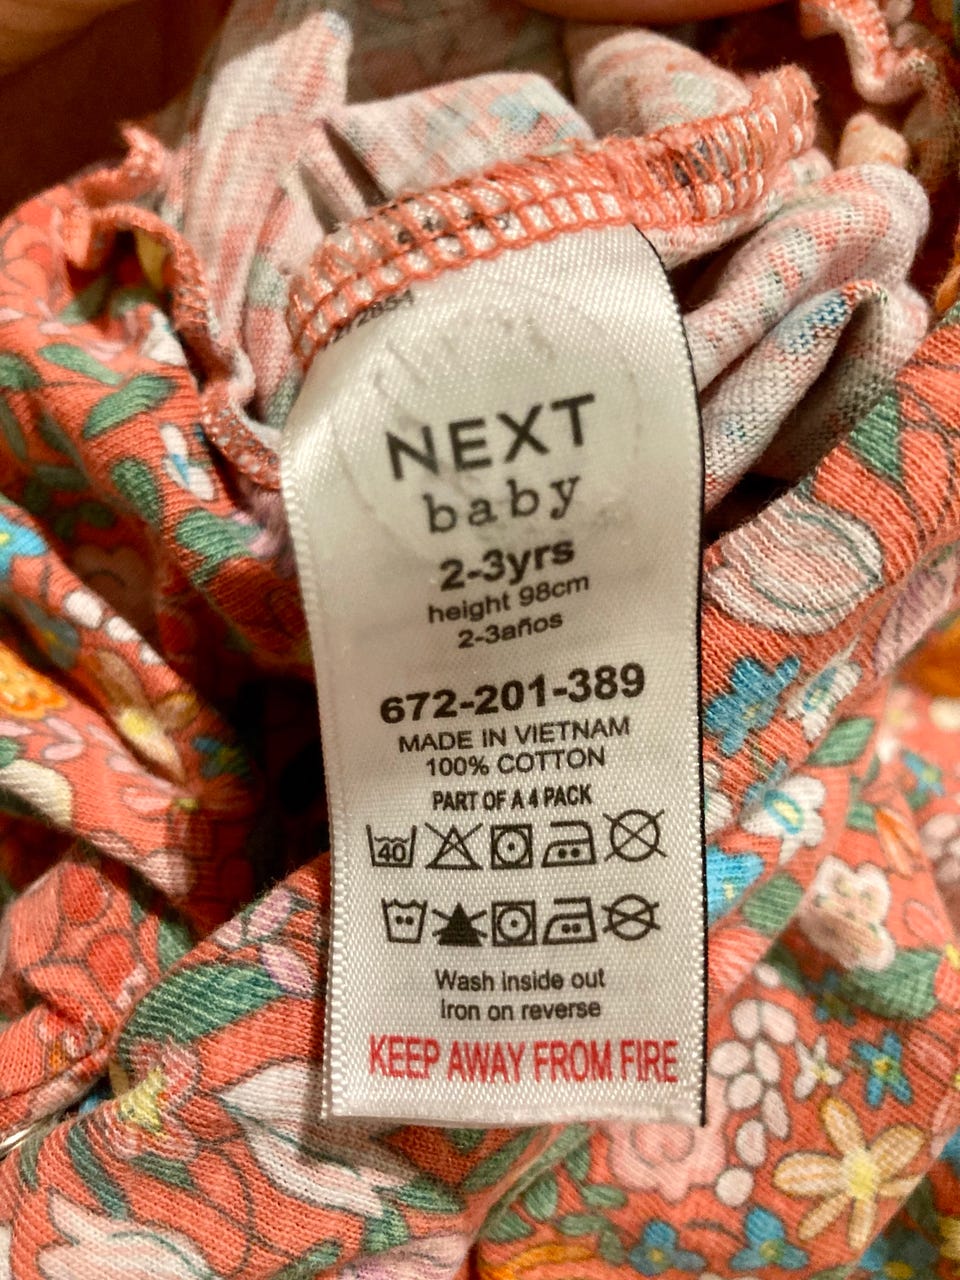 NEXT
baby
2-3yrs
height 98cm
2-3años
672-201-389
MADE IN VIETNAM
100% COTTON
PART OF A 4 PACK
40
Wash inside out
Iron on reverse
KEEP AWAY FROM FIRE